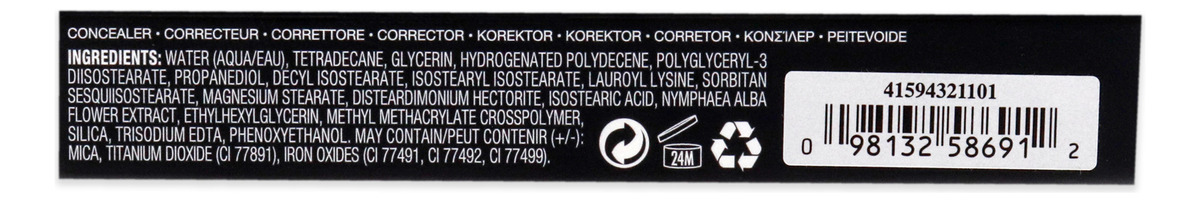 CONCEALER • CORRECTEUR • CORRETTORE • CORRECTOR • KOREKTOR • KOREKTOR • CORRETOR • ΚΟΝΣΊΛΕΡ • PEITEVOIDE
INGREDIENTS: WATER (AQUA/EAU), TETRADECANE, GLYCERIN, HYDROGENATED POLYDECENE, POLYGLYCERYL-3
DIISOSTEARATE, PROPANEDIOL, DECYL ISOSTEARATE, ISOSTEARYL ISOSTEARATE, LAUROYL LYSINE, SORBITAN
SESQUIISOSTEARATE, MAGNESIUM STEARATE, DISTEARDIMONIUM HECTORITE, ISOSTEARIC ACID, NYMPHAEA ALBA
FLOWER EXTRACT, ETHYLHEXYLGLYCERIN, METHYL METHACRYLATE CROSSPOLYMER,
SILICA, TRISODIUM EDTA, PHENOXYETHANOL. MAY CONTAIN/PEUT CONTENIR (+/-):
MICA, TITANIUM DIOXIDE (CI 77891), IRON OXIDES (CI 77491, CI 77492, CI 77499).
24M
41594321101
0 98132 58691 2